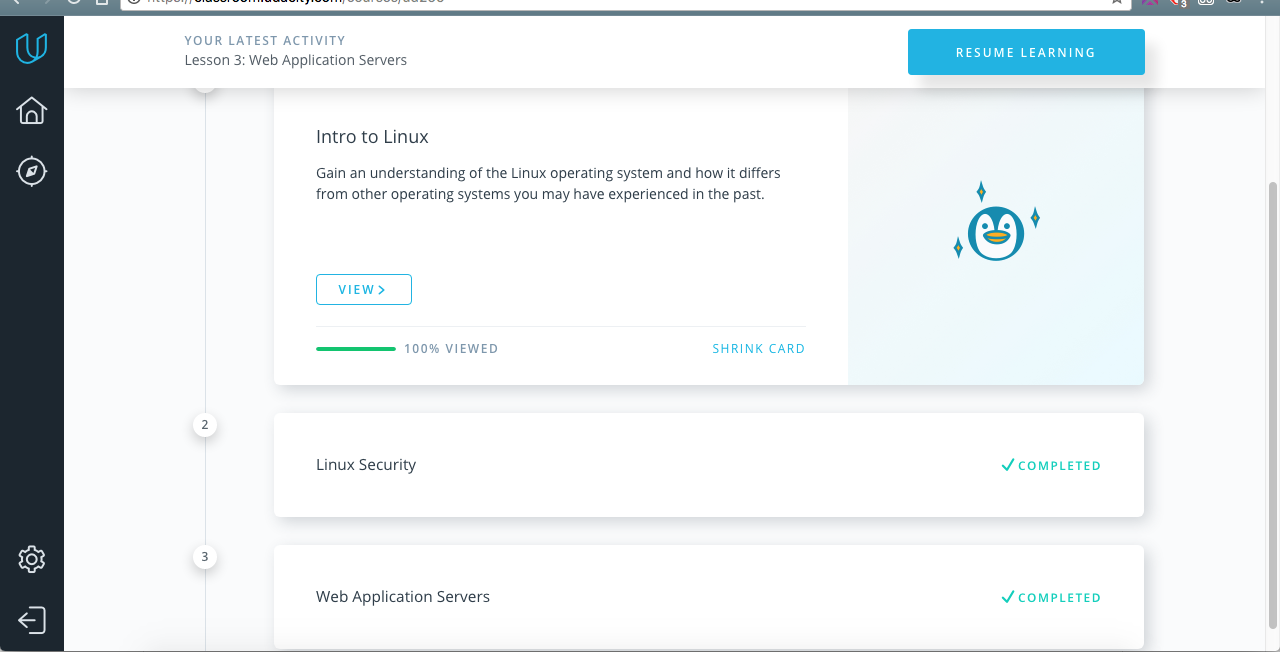 YOUR LATEST ACTIVITY
Lesson 3: Web Application Servers
RESUME LEARNING
Intro to Linux
Gain an understanding of the Linux operating system and how it differs
from other operating systems you may have experienced in the past.
VIEW
100% VIEWED
SHRINK CARD
2
Linux Security
COMPLETED
3
Web Application Servers
COMPLETED